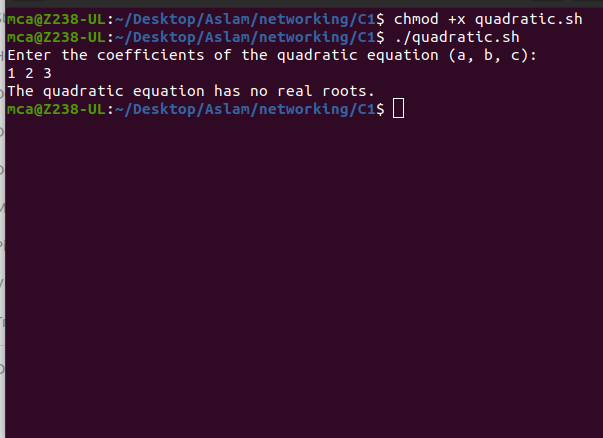 mca@Z238-UL:~/Desktop/Aslam/networking/C1$ chmod +x quadratic.sh
mca@Z238-UL:~/Desktop/Aslam/networking/C1$ ./quadratic.sh
Enter the coefficients of the quadratic equation (a, b, c):
1 2 3
The quadratic equation has no real roots.
mca@Z238-UL:~/Desktop/Aslam/networking/C1$